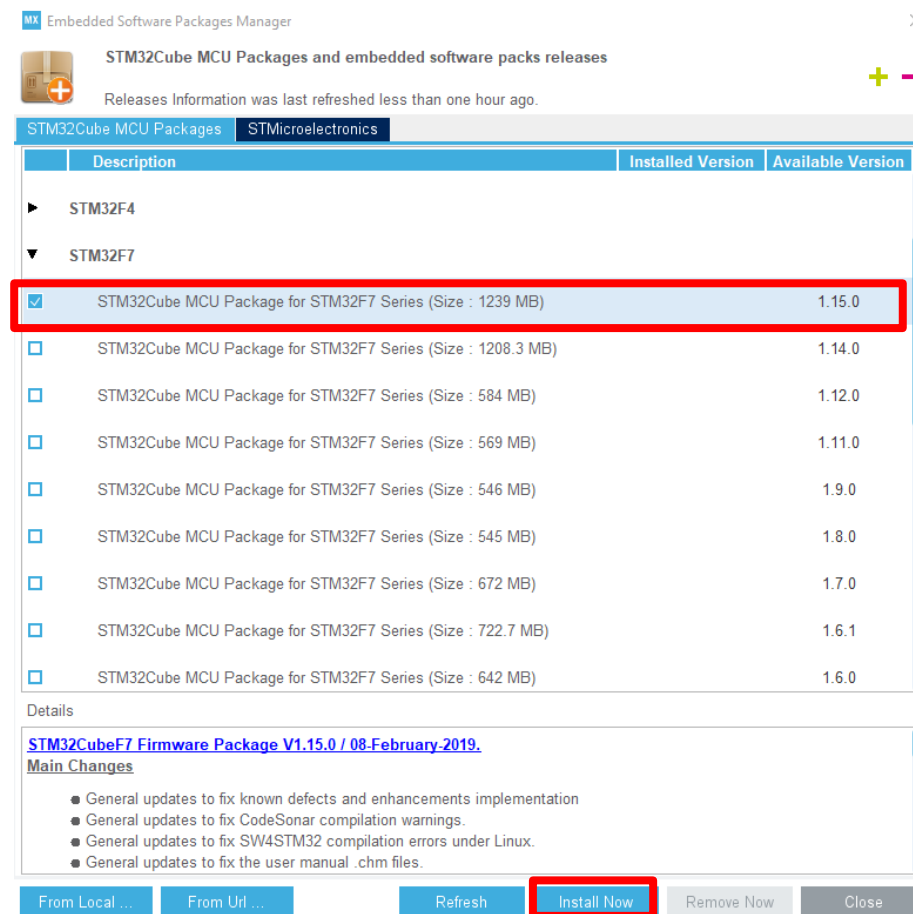 MX Embedded Software Packages Manager
STM32Cube MCU Packages and embedded software packs releases
Releases Information was last refreshed less than one hour ago.
STM32Cube MCU Packages STMicroelectronics
Description Installed Version Available Version
STM32F4
STM32F7
STM32Cube MCU Package for STM32F7 Series (Size : 1239 MB) 1.15.0
STM32Cube MCU Package for STM32F7 Series (Size : 1208.3 MB) 1.14.0
STM32Cube MCU Package for STM32F7 Series (Size : 584 MB) 1.12.0
STM32Cube MCU Package for STM32F7 Series (Size : 569 MB) 1.11.0
STM32Cube MCU Package for STM32F7 Series (Size : 546 MB) 1.9.0
STM32Cube MCU Package for STM32F7 Series (Size : 545 MB) 1.8.0
STM32Cube MCU Package for STM32F7 Series (Size : 672 MB) 1.7.0
STM32Cube MCU Package for STM32F7 Series (Size : 722.7 MB) 1.6.1
STM32Cube MCU Package for STM32F7 Series (Size : 642 MB) 1.6.0
Details
STM32CubeF7 Firmware Package V1.15.0 / 08-February-2019.
Main Changes
General updates to fix known defects and enhancements implementation
General updates to fix CodeSonar compilation warnings.
General updates to fix SW4STM32 compilation errors under Linux.
General updates to fix the user manual .chm files.
From Local ... From Url ... Refresh Install Now Remove Now Close